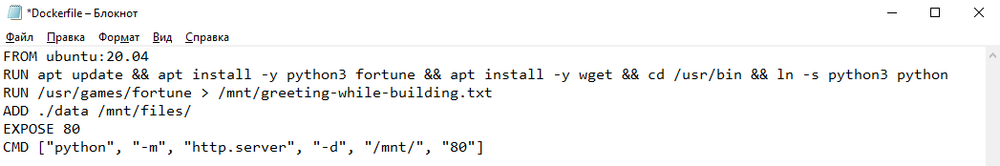 *Dockerfile – Блокнот
Файл Правка Формат Вид Справка
FROM ubuntu:20.04
RUN apt update && apt install -y python3 fortune && apt install -y wget && cd /usr/bin && ln -s python3 python
RUN /usr/games/fortune > /mnt/greeting-while-building.txt
ADD ./data /mnt/files/
EXPOSE 80
CMD ["python", "-m", "http.server", "-d", "/mnt/", "80"]